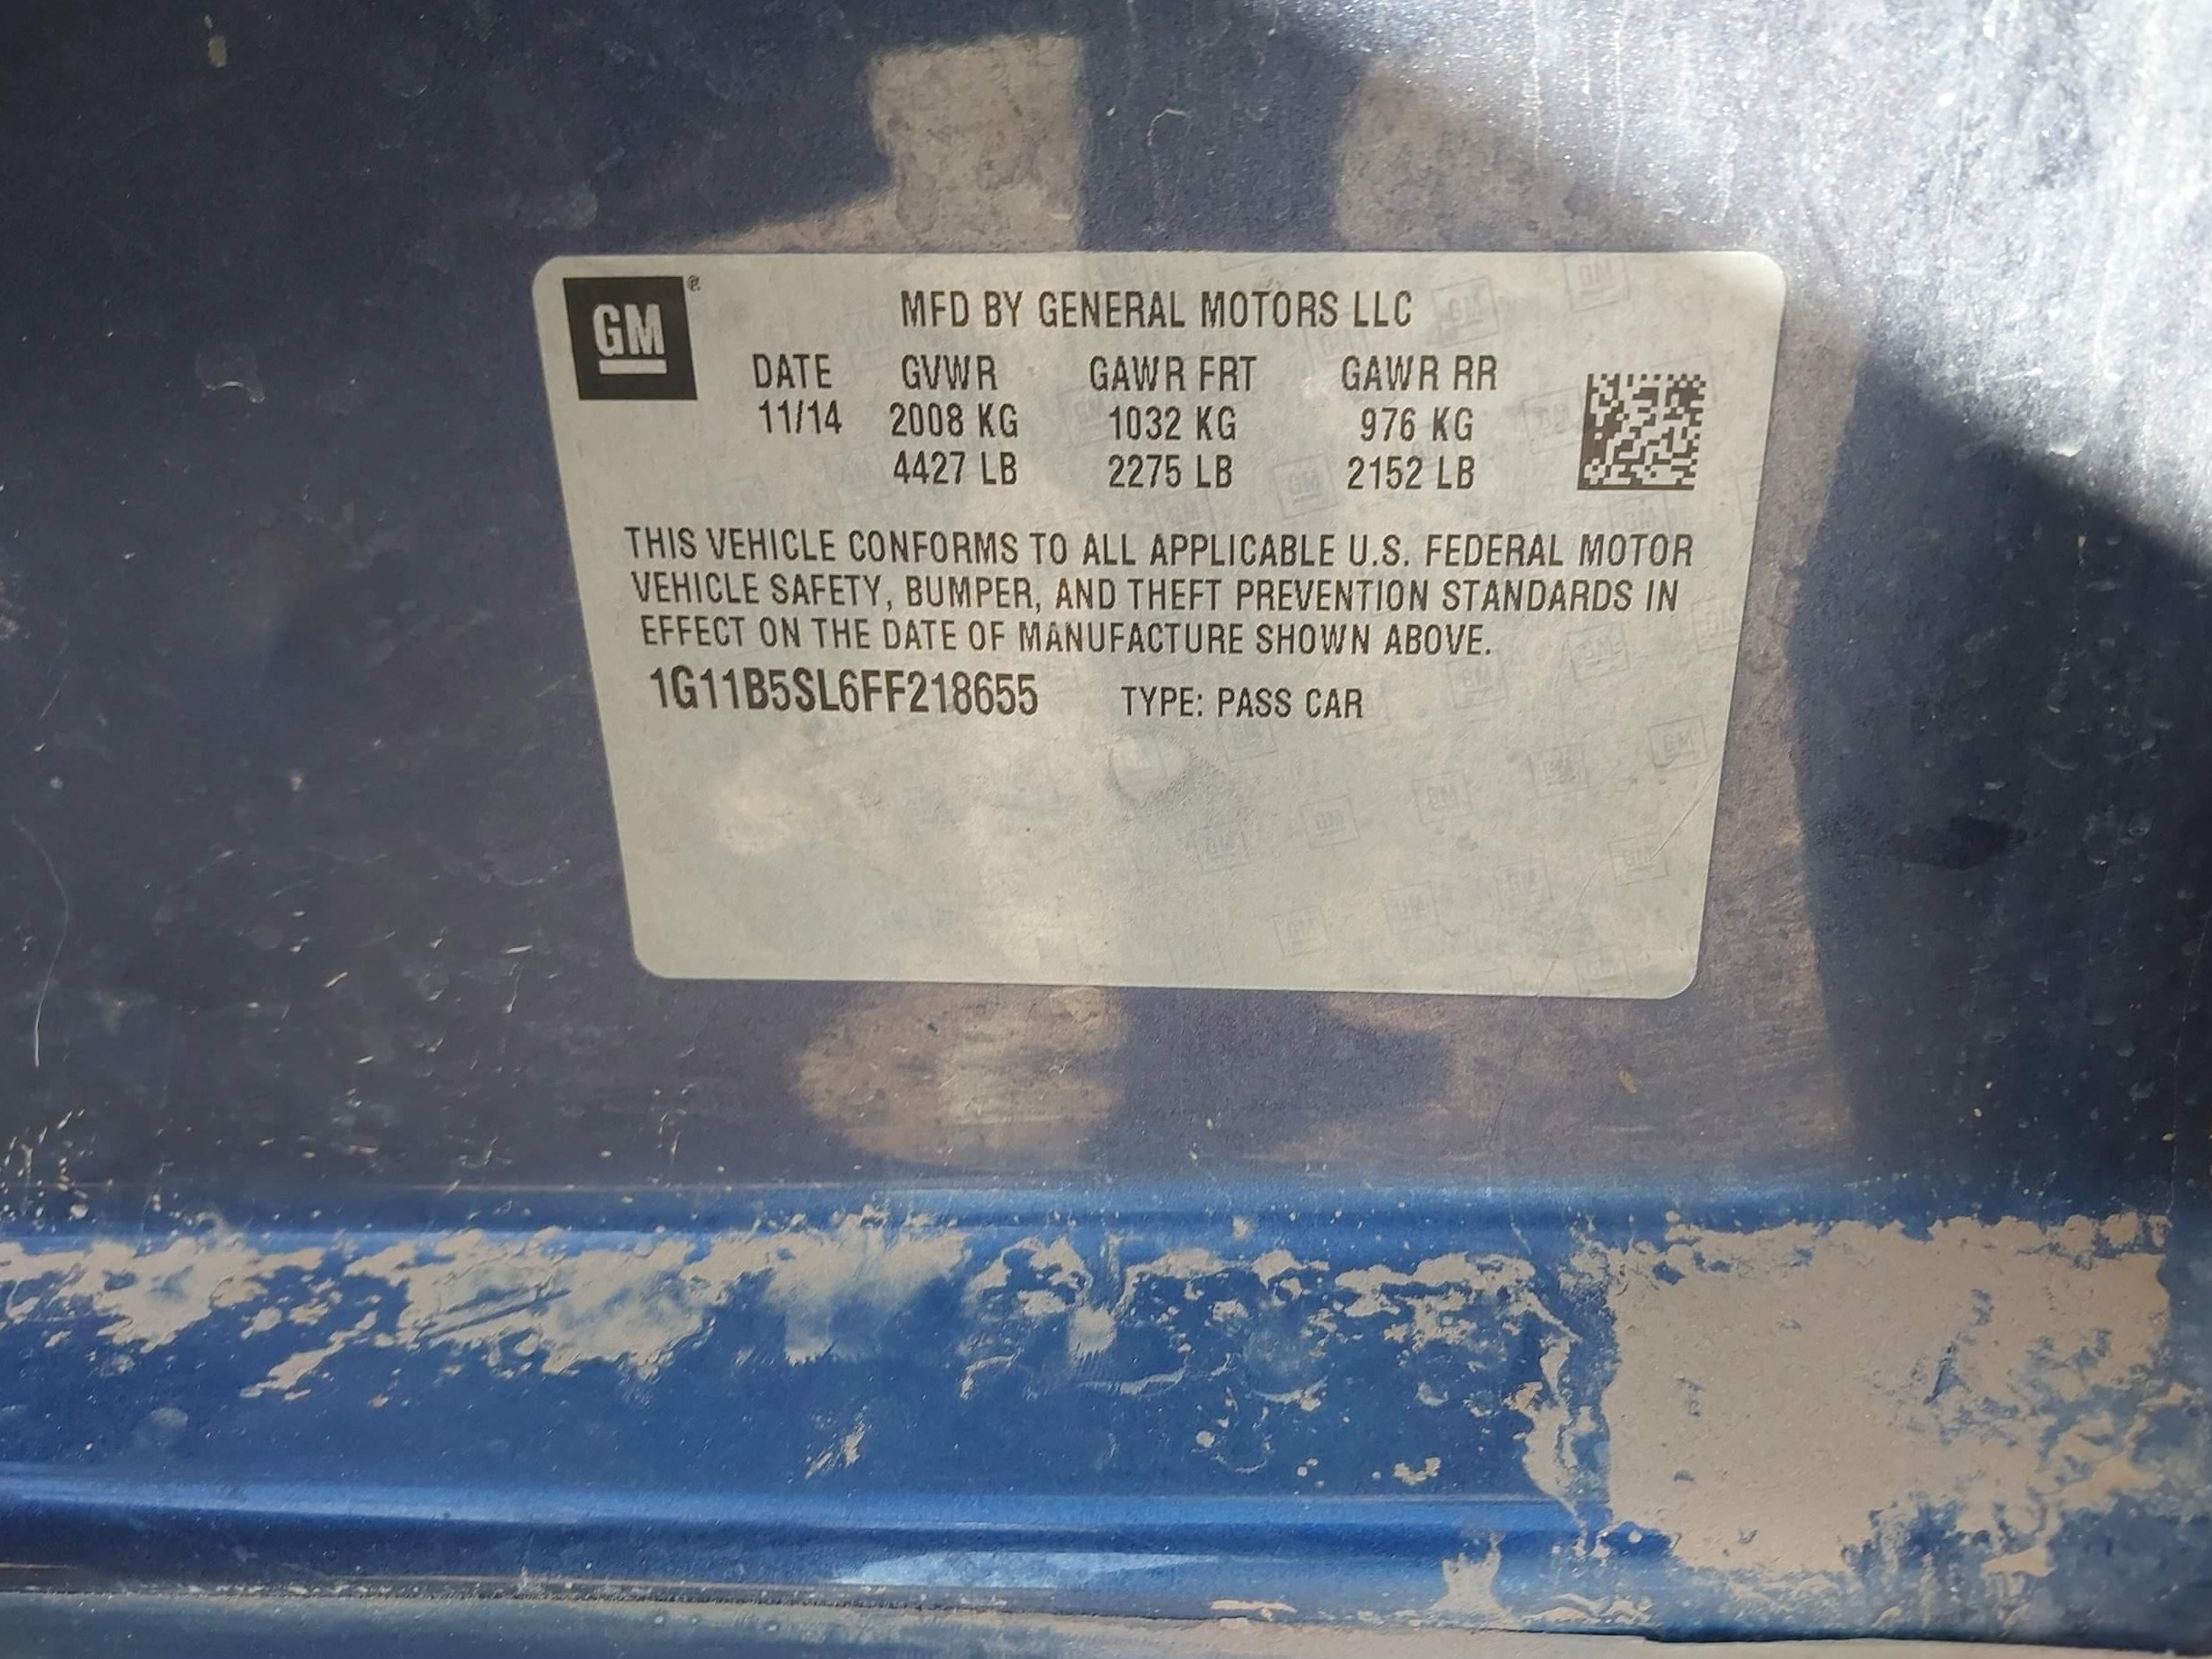 GM®
MFD BY GENERAL MOTORS LLC
DATE GVWR GAWR FRT GAWR RR
11/14 2008 KG 1032 KG 976 KG
4427 LB 2275 LB 2152 LB
THIS VEHICLE CONFORMS TO ALL APPLICABLE U.S. FEDERAL MOTOR
VEHICLE SAFETY, BUMPER, AND THEFT PREVENTION STANDARDS IN
EFFECT ON THE DATE OF MANUFACTURE SHOWN ABOVE.
1G11B5SL6FF218655 TYPE: PASS CAR